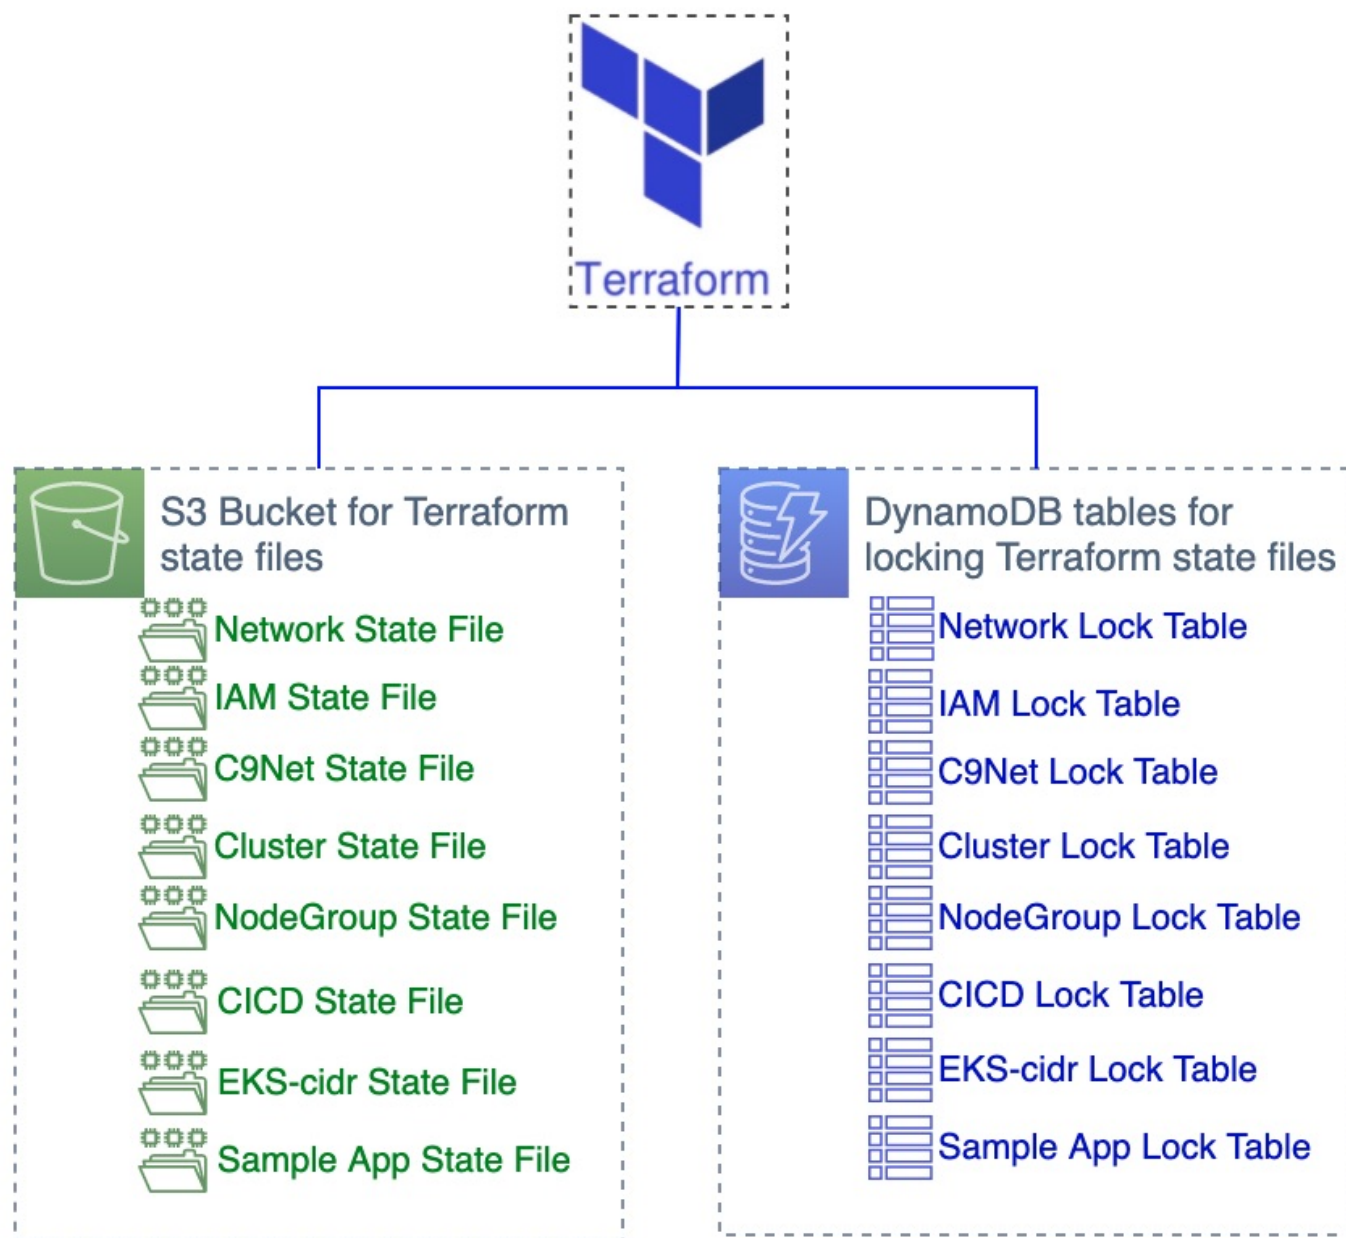 Terraform
S3 Bucket for Terraform
state files
Network State File
IAM State File
C9Net State File
Cluster State File
NodeGroup State File
CICD State File
EKS-cidr State File
Sample App State File
DynamoDB tables for
locking Terraform state files
Network Lock Table
IAM Lock Table
C9Net Lock Table
Cluster Lock Table
NodeGroup Lock Table
CICD Lock Table
EKS-cidr Lock Table
Sample App Lock Table